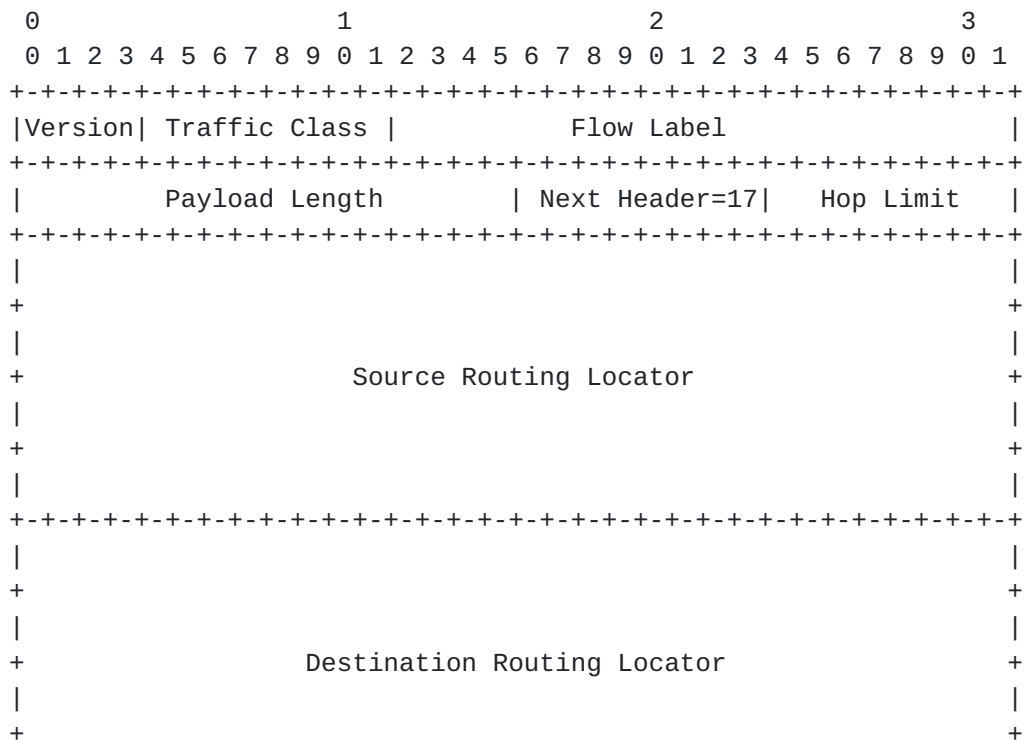 0                   1                   2                   3
 0 1 2 3 4 5 6 7 8 9 0 1 2 3 4 5 6 7 8 9 0 1 2 3 4 5 6 7 8 9 0 1
+-+-+-+-+-+-+-+-+-+-+-+-+-+-+-+-+-+-+-+-+-+-+-+-+-+-+-+-+-+-+-+-+
|Version| Traffic Class |           Flow Label                  |
+-+-+-+-+-+-+-+-+-+-+-+-+-+-+-+-+-+-+-+-+-+-+-+-+-+-+-+-+-+-+-+-+
|         Payload Length        | Next Header=17|   Hop Limit   |
+-+-+-+-+-+-+-+-+-+-+-+-+-+-+-+-+-+-+-+-+-+-+-+-+-+-+-+-+-+-+-+-+
|                                                               |
+                                                               +
|                                                               |
+                     Source Routing Locator                    +
|                                                               |
+                                                               +
|                                                               |
+-+-+-+-+-+-+-+-+-+-+-+-+-+-+-+-+-+-+-+-+-+-+-+-+-+-+-+-+-+-+-+-+
|                                                               |
+                                                               +
|                                                               |
+                  Destination Routing Locator                  +
|                                                               |
+                                                               +